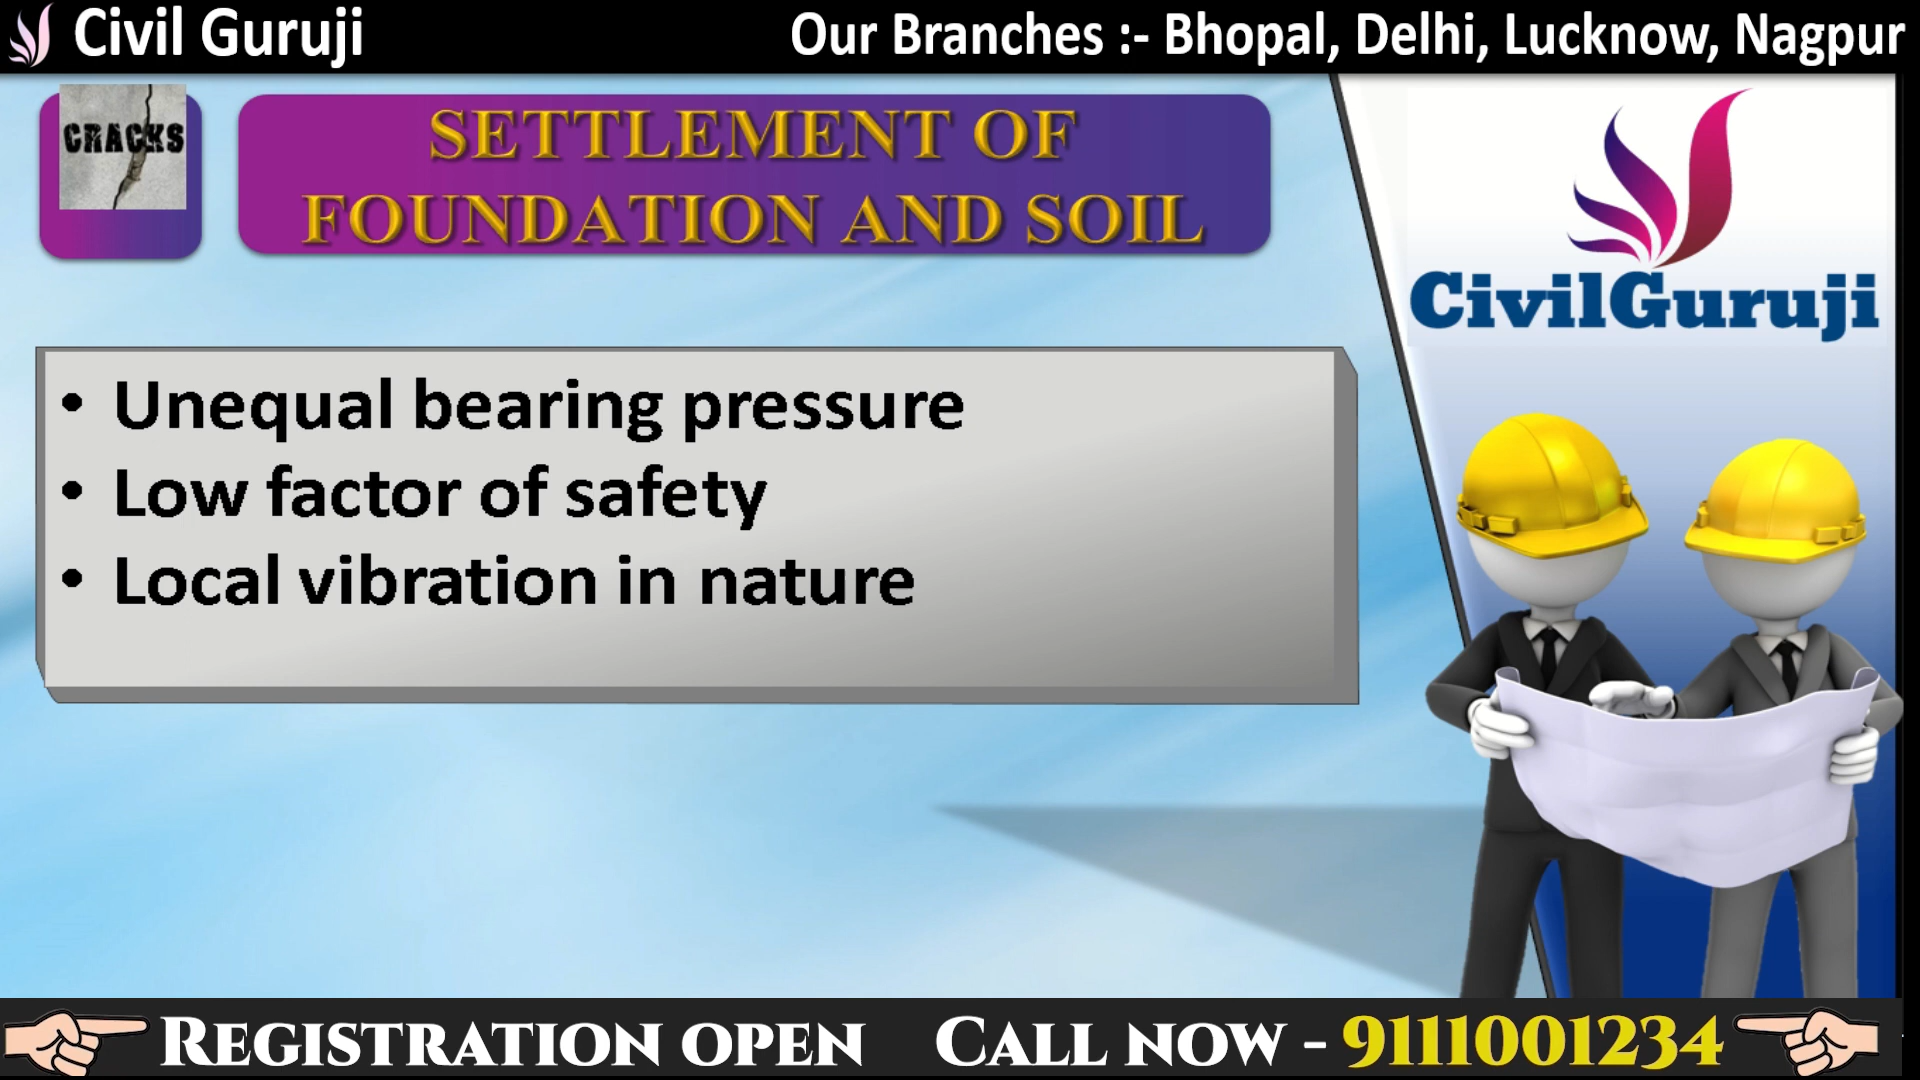 Civil Guruji
Our Branches :- Bhopal, Delhi, Lucknow, Nagpur
CRACKS
SETTLEMENT OF
FOUNDATION AND SOIL
CivilGuruji
• Unequal bearing pressure
• Low factor of safety
• Local vibration in nature
REGISTRATION OPEN CALL NOW - 9111001234